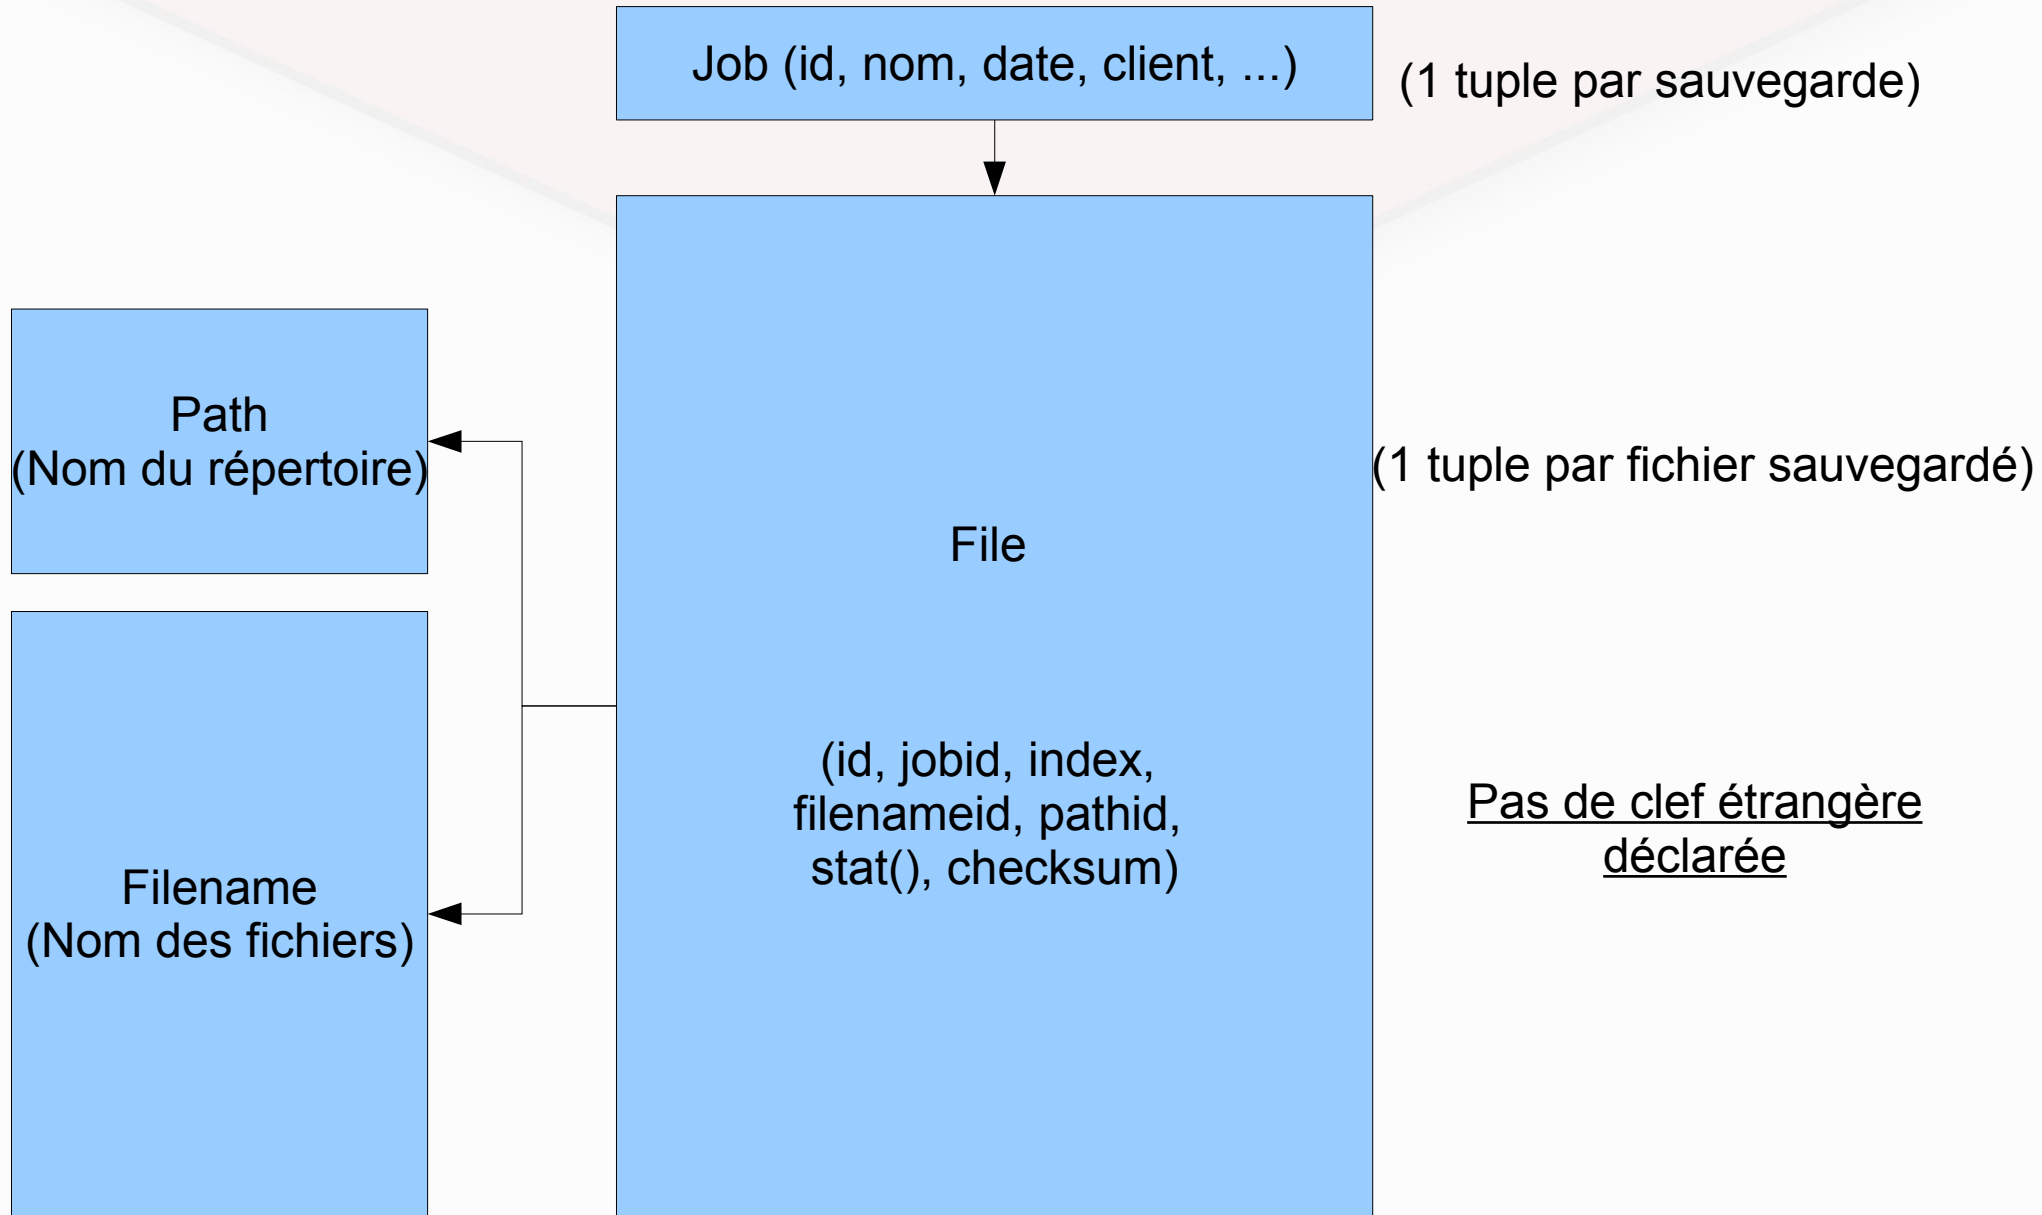 Job (id, nom, date, client, ...)
(1 tuple par sauvegarde)
Path
(Nom du répertoire)
(1 tuple par fichier sauvegardé)
File
(id, jobid, index,
filenameid, pathid,
stat(), checksum)
Pas de clef étrangère
déclarée
Filename
(Nom des fichiers)